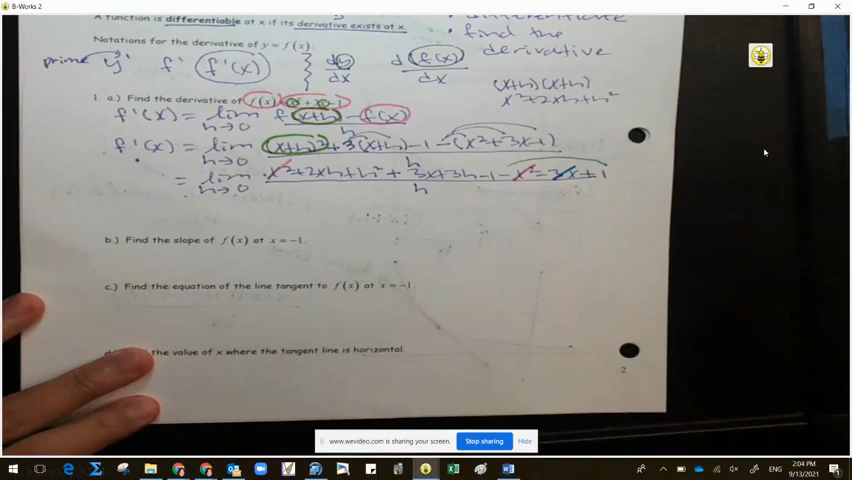 B-Works 2
A function is differentiable at x if its derivative exists at x.
• find the
derivative
Notations for the derivative of y = f(x):
prime y' f' f'(x) dy/dx d f(x)/dx
(x+h)(x+h)
x²+2xh+h²
1. a.) Find the derivative of f(x) = x² + 3x - 1
f'(x) = lim h→0 f(x+h) - f(x) / h
f'(x) = lim h→0 (x+h)² + 3(x+h) - 1 - (x² + 3x - 1) / h
= lim h→0 x² + 2xh + h² + 3x + 3h - 1 - x² - 3x + 1 / h
b.) Find the slope of f(x) at x = -1.
c.) Find the equation of the line tangent to f(x) at x = -1.
the value of x where the tangent line is horizontal.
2
www.wevideo.com is sharing your screen. Stop sharing Hide
ENG
2:04 PM
9/13/2021